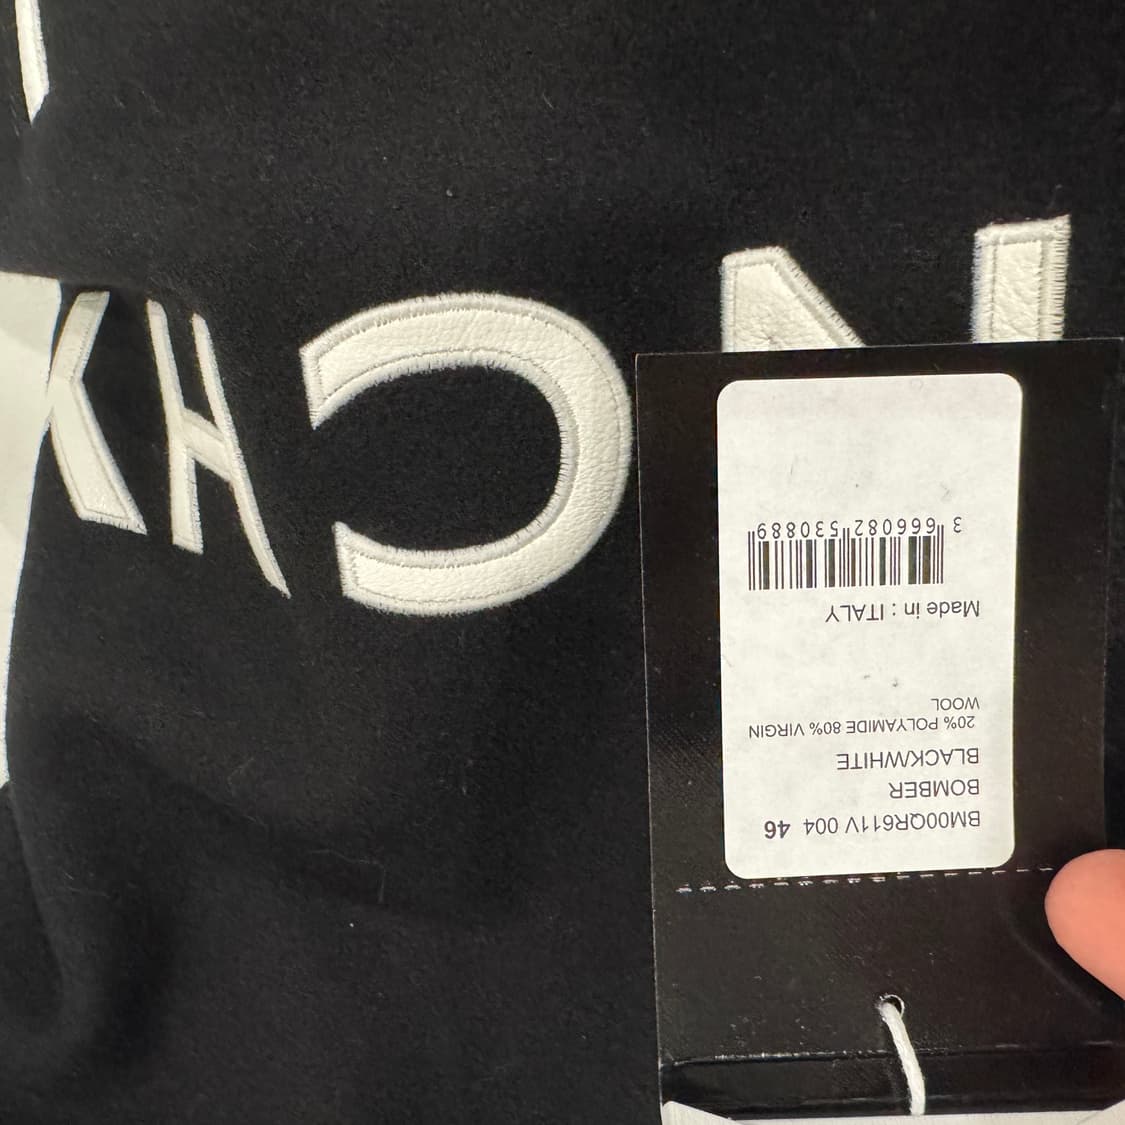 BM00QR611V 004 46
BOMBER
BLACK/WHITE
20% POLYAMIDE 80% VIRGIN
WOOL
Made in : ITALY
3 666082 530889